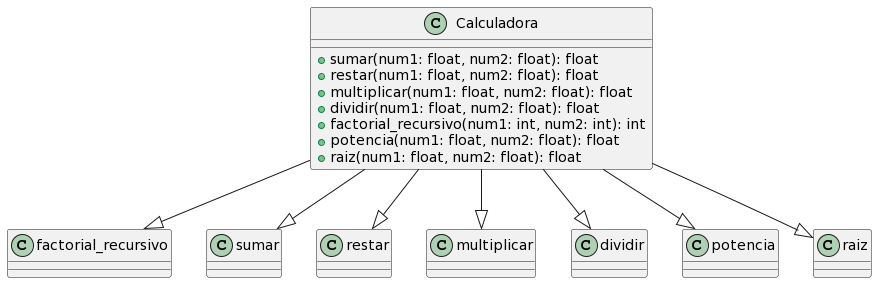 C Calculadora
sumar(num1: float, num2: float): float
restar(num1: float, num2: float): float
multiplicar(num1: float, num2: float): float
dividir(num1: float, num2: float): float
factorial_recursivo(num1: int, num2: int): int
potencia(num1: float, num2: float): float
raiz(num1: float, num2: float): float
C factorial_recursivo
C sumar
C restar
C multiplicar
C dividir
C potencia
C raiz